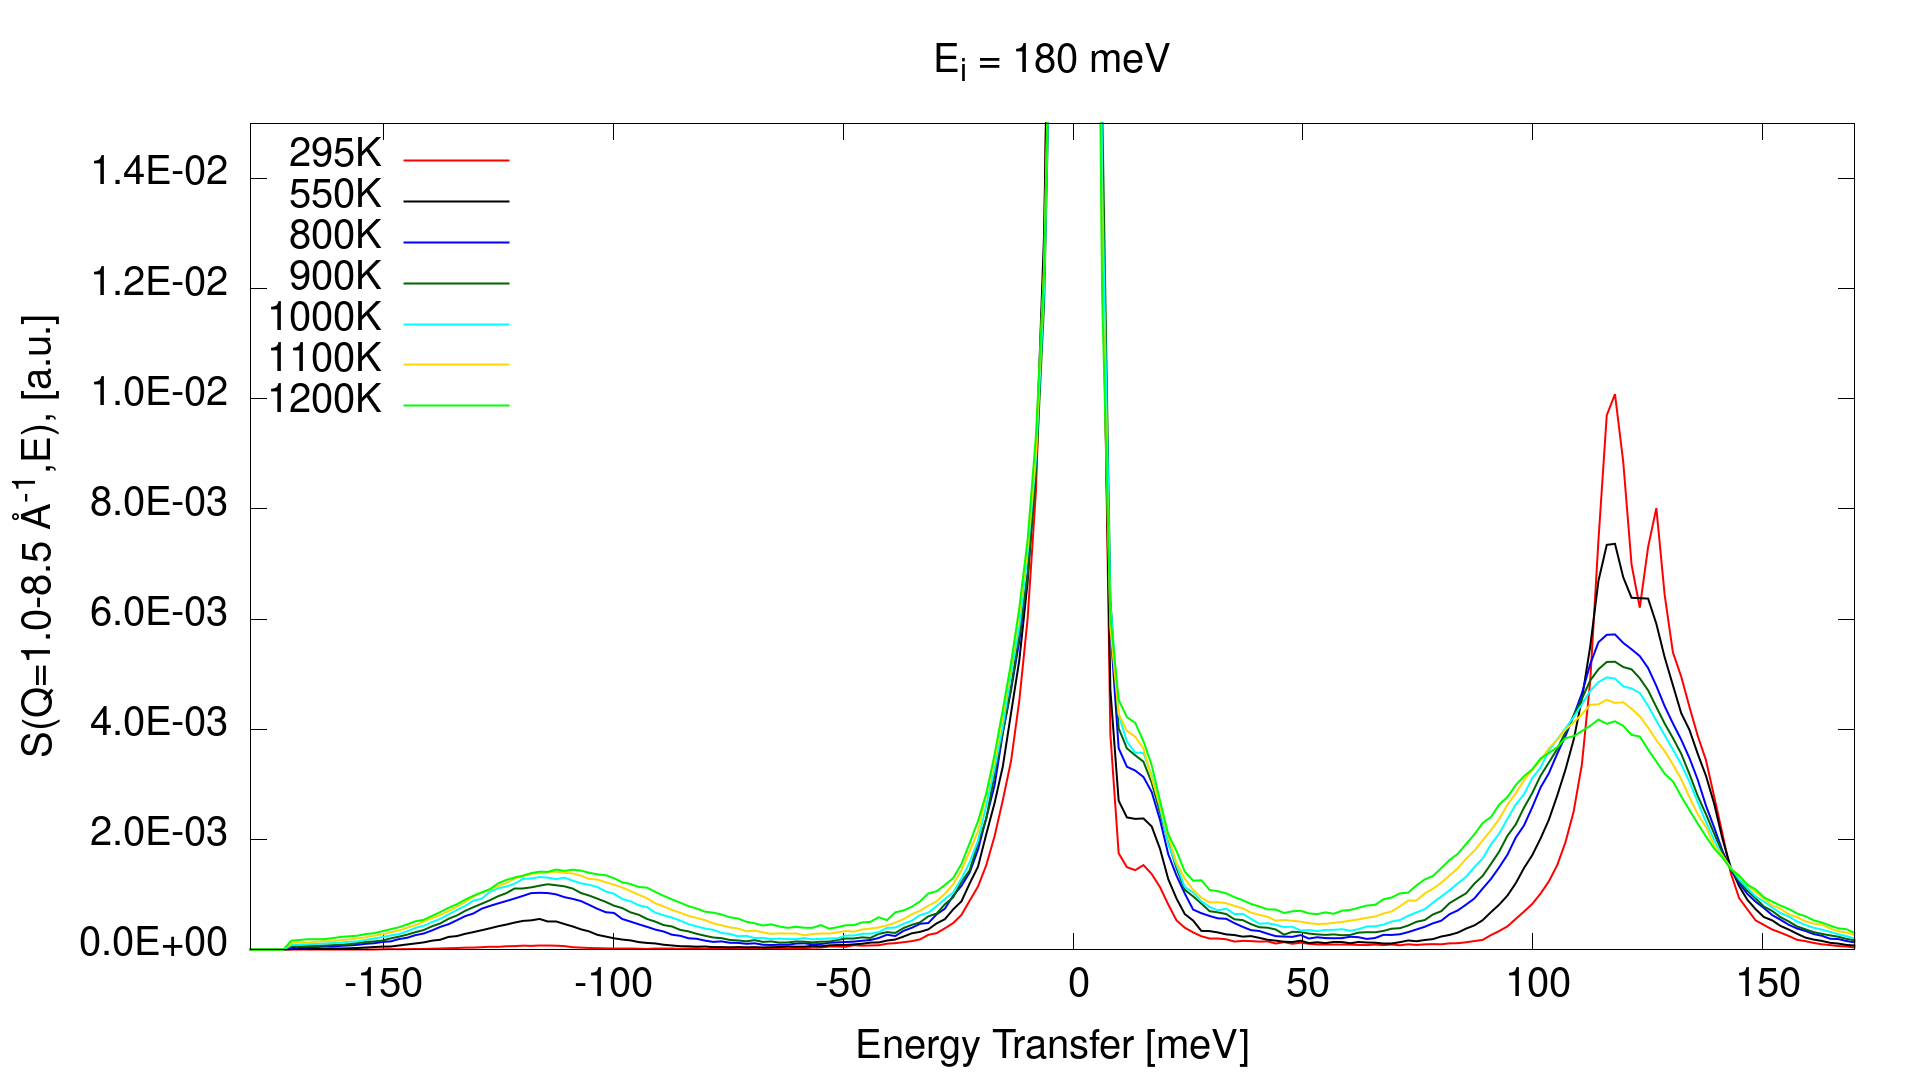 Eᵢ = 180 meV
295K
550K
800K
900K
1000K
1100K
1200K
1.4E-02
1.2E-02
1.0E-02
8.0E-03
6.0E-03
4.0E-03
2.0E-03
0.0E+00
S(Q=1.0-8.5 Å⁻¹,E), [a.u.]
-150 -100 -50 0 50 100 150
Energy Transfer [meV]